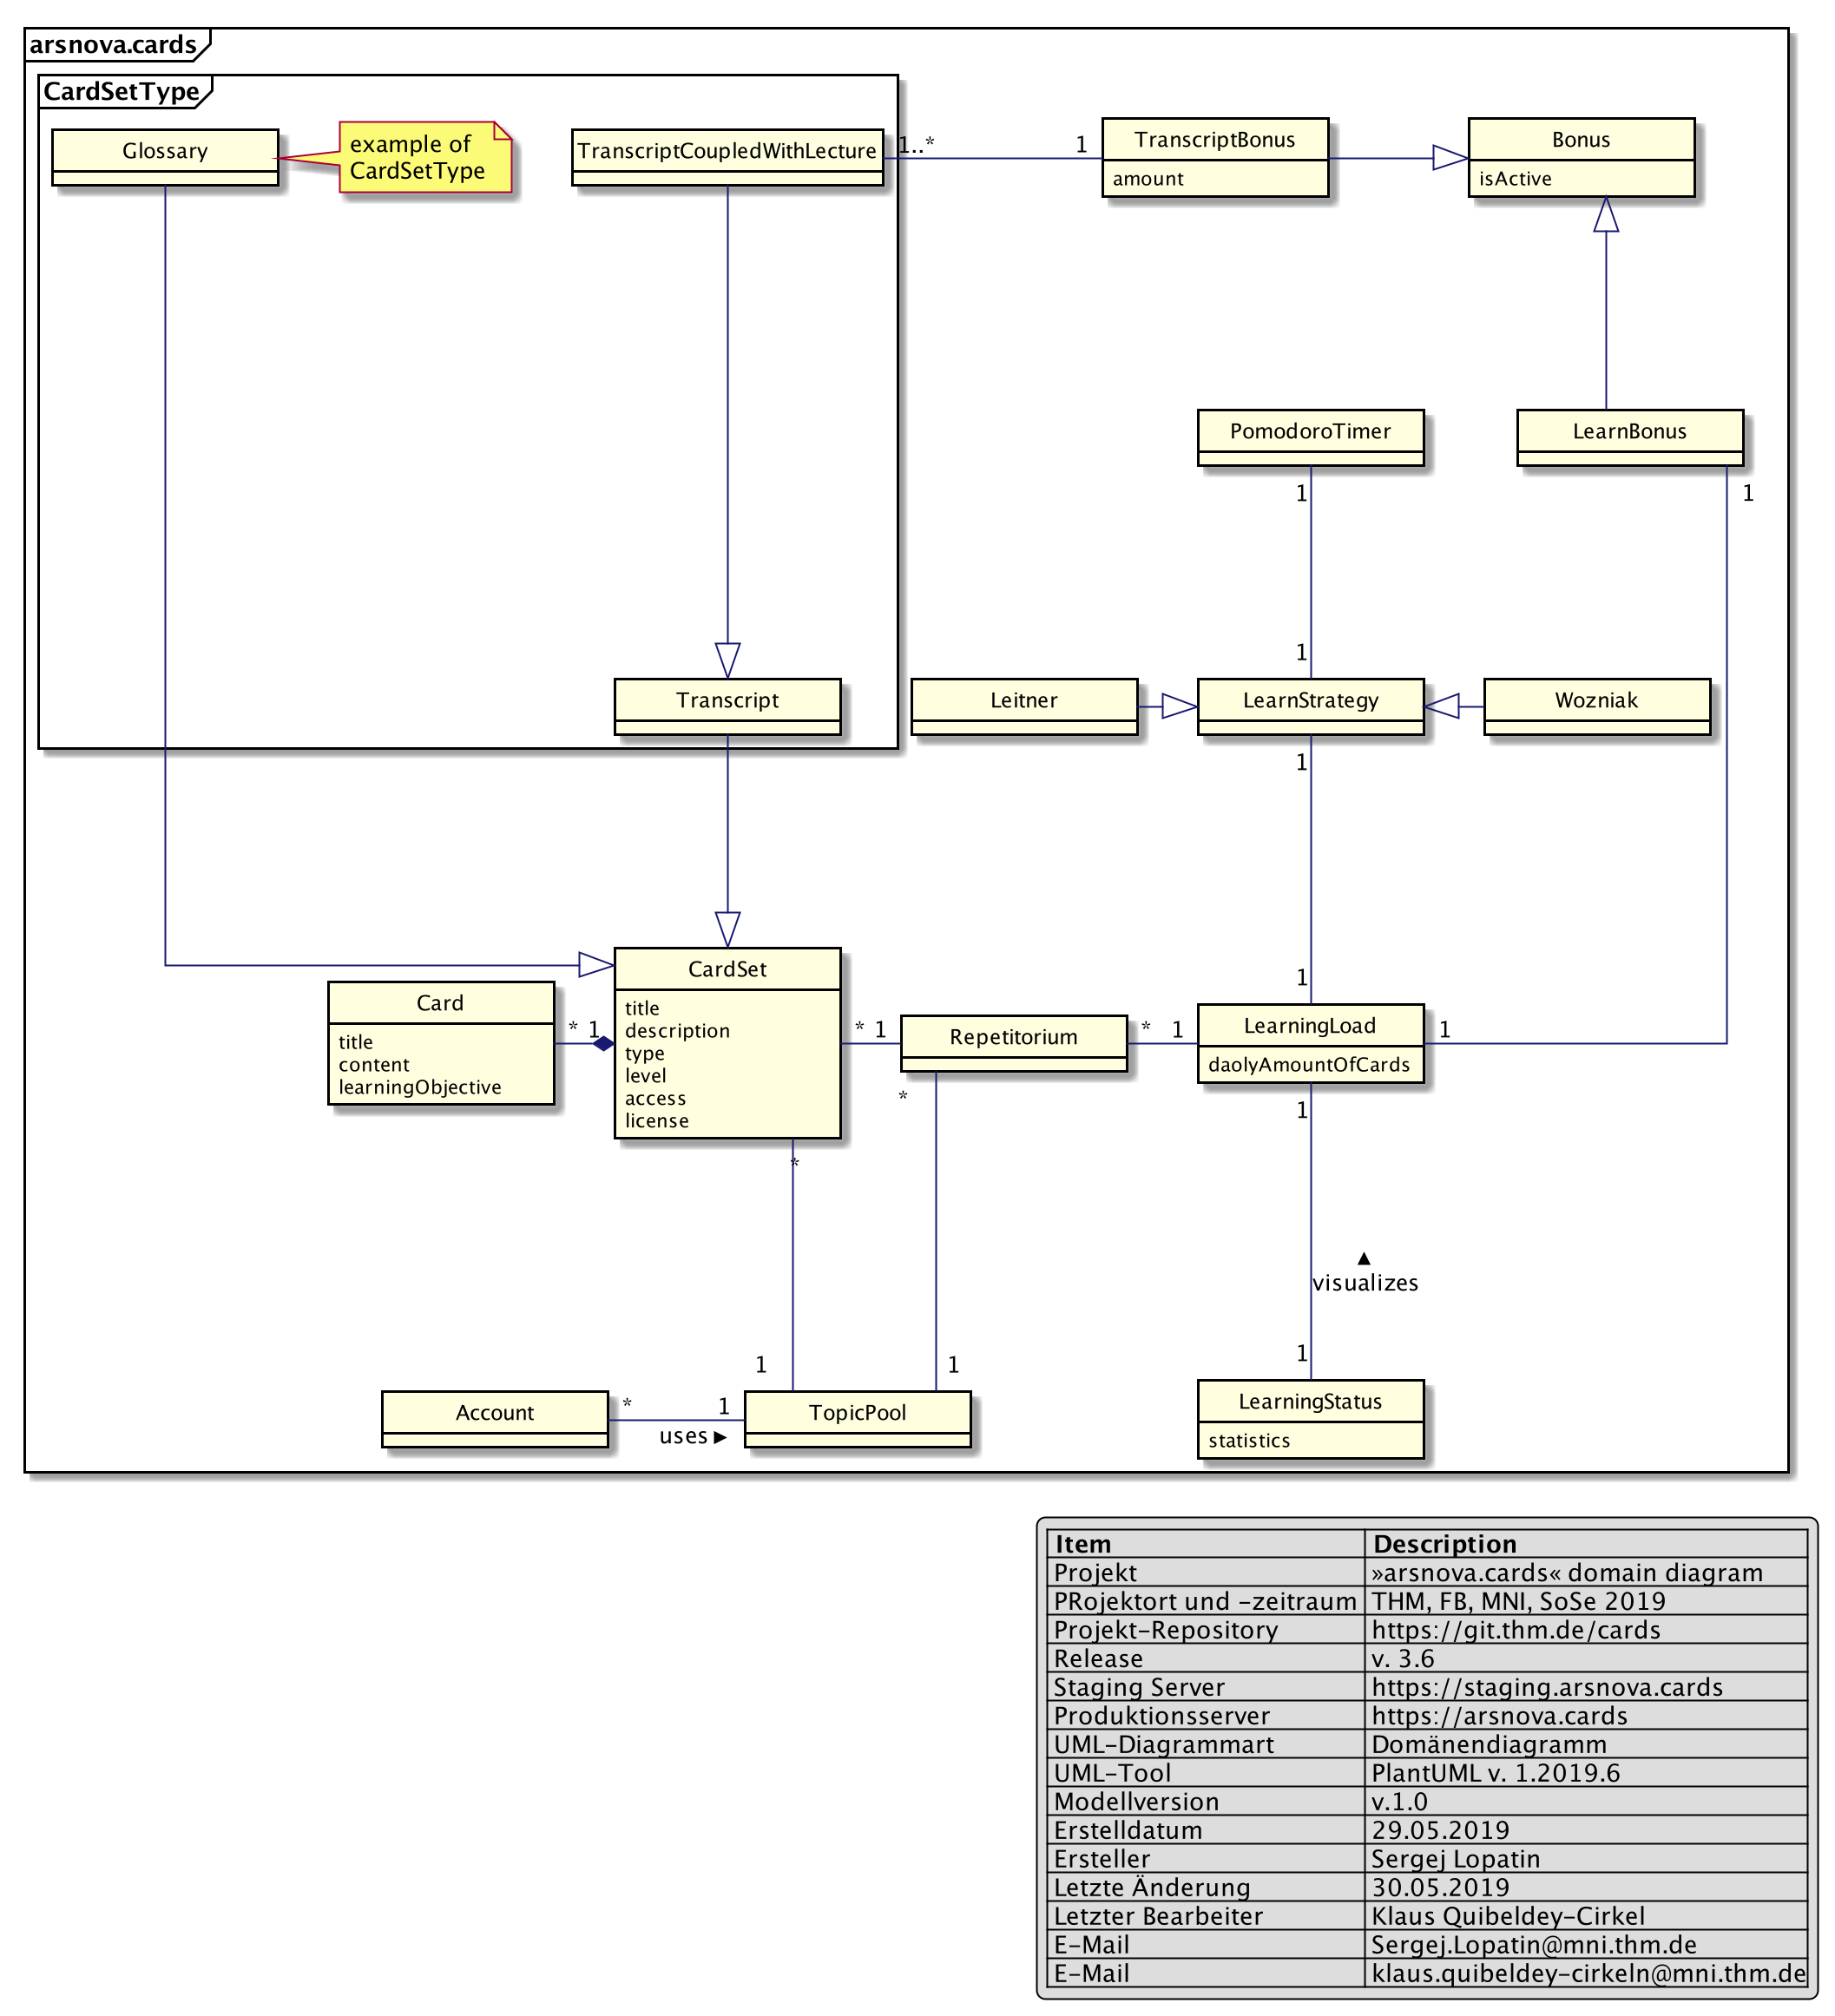 arsnova.cards
CardSetType
Glossary
example of
CardSetType
TranscriptCoupledWithLecture
1..*
1
TranscriptBonus
amount
Bonus
isActive
PomodoroTimer
LearnBonus
1
1
1
Transcript
Leitner
LearnStrategy
Wozniak
1
1
CardSet
title
description
type
level
access
license
Card
title
content
learningObjective
* 1
* 1
Repetitorium
* 1
LearningLoad
daolyAmountOfCards
1
*
1
*
▲
visualizes
1
1
1
Account
* 1
uses ►
TopicPool
LearningStatus
statistics
Item Description
Projekt »arsnova.cards« domain diagram
PRojektort und -zeitraum THM, FB, MNI, SoSe 2019
Projekt-Repository https://git.thm.de/cards
Release v. 3.6
Staging Server https://staging.arsnova.cards
Produktionsserver https://arsnova.cards
UML-Diagrammart Domänendiagramm
UML-Tool PlantUML v. 1.2019.6
Modellversion v.1.0
Erstelldatum 29.05.2019
Ersteller Sergej Lopatin
Letzte Änderung 30.05.2019
Letzter Bearbeiter Klaus Quibeldey-Cirkel
E-Mail Sergej.Lopatin@mni.thm.de
E-Mail klaus.quibeldey-cirkeln@mni.thm.de